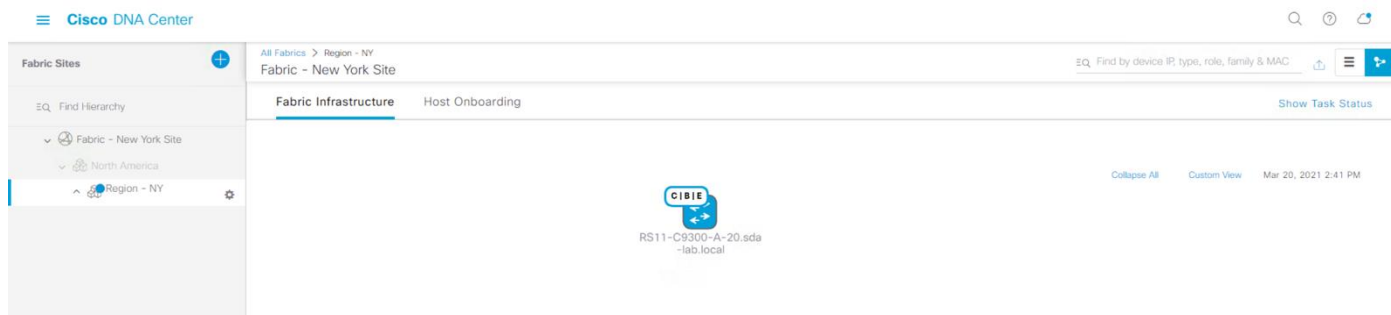 Cisco DNA Center
Fabric Sites
All Fabrics > Region - NY
Fabric - New York Site
Find by device IP, type, role, family & MAC
Find Hierarchy
Fabric Infrastructure
Host Onboarding
Show Task Status
Fabric - New York Site
North America
Region - NY
Collapse All
Custom View
Mar 20, 2021 2:41 PM
C|B|E
RS11-C9300-A-20.sda
-lab.local